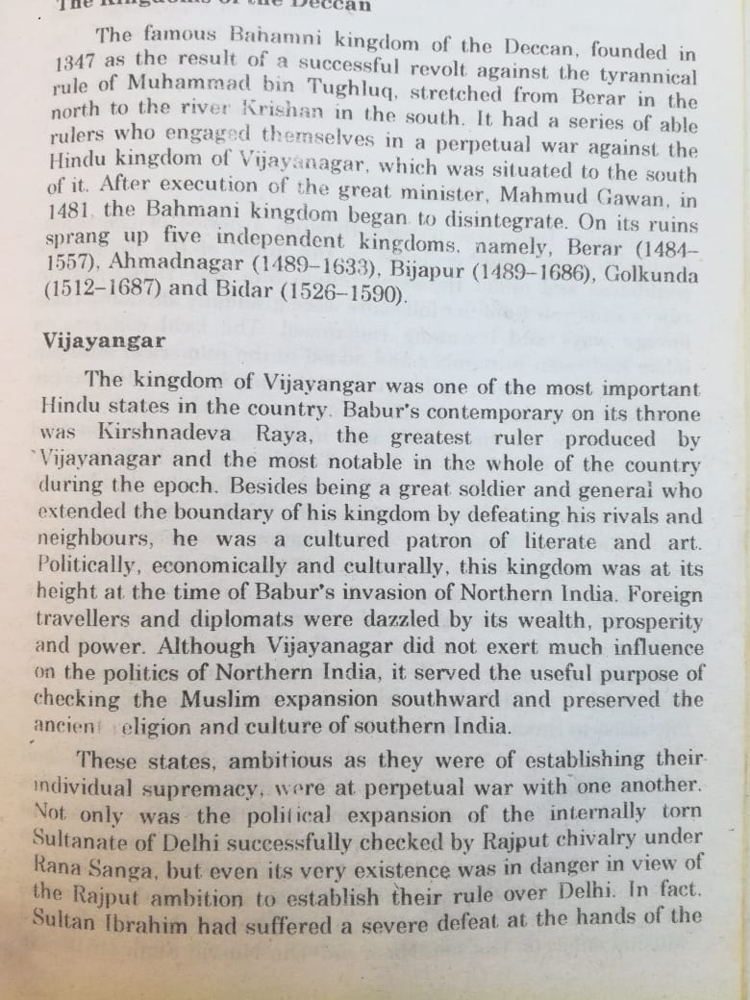 The Kingdoms of the Deccan
The famous Bahamni kingdom of the Deccan, founded in
1347 as the result of a successful revolt against the tyrannical
rule of Muhammad bin Tughluq, stretched from Berar in the
north to the river Krishan in the south. It had a series of able
rulers who engaged themselves in a perpetual war against the
Hindu kingdom of Vijayanagar, which was situated to the south
of it. After execution of the great minister, Mahmud Gawan, in
1481, the Bahmani kingdom began to disintegrate. On its ruins
sprang up five independent kingdoms, namely, Berar (1484–
1557), Ahmadnagar (1489–1633), Bijapur (1489–1686), Golkunda
(1512–1687) and Bidar (1526–1590).
Vijayangar
The kingdom of Vijayangar was one of the most important
Hindu states in the country. Babur's contemporary on its throne
was Kirshnadeva Raya, the greatest ruler produced by
Vijayanagar and the most notable in the whole of the country
during the epoch. Besides being a great soldier and general who
extended the boundary of his kingdom by defeating his rivals and
neighbours, he was a cultured patron of literate and art.
Politically, economically and culturally, this kingdom was at its
height at the time of Babur's invasion of Northern India. Foreign
travellers and diplomats were dazzled by its wealth, prosperity
and power. Although Vijayanagar did not exert much influence
on the politics of Northern India, it served the useful purpose of
checking the Muslim expansion southward and preserved the
ancient religion and culture of southern India.
These states, ambitious as they were of establishing their
individual supremacy, were at perpetual war with one another.
Not only was the political expansion of the internally torn
Sultanate of Delhi successfully checked by Rajput chivalry under
Rana Sanga, but even its very existence was in danger in view of
the Rajput ambition to establish their rule over Delhi. In fact,
Sultan Ibrahim had suffered a severe defeat at the hands of the